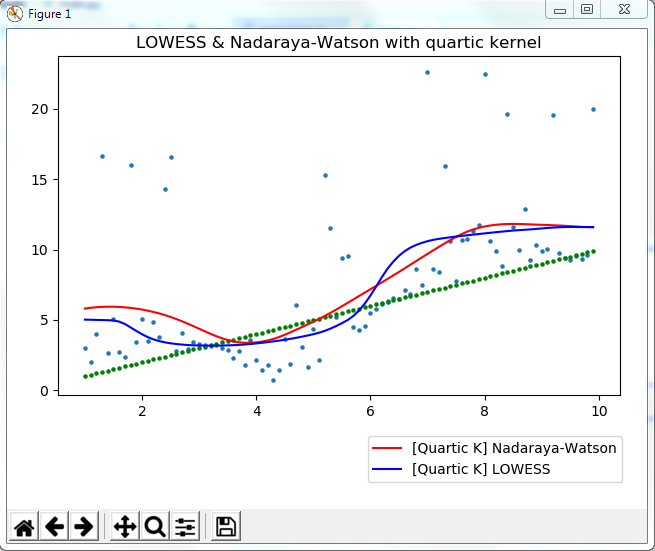 Figure 1
LOWESS & Nadaraya-Watson with quartic kernel
20
15
10
5
0
2 4 6 8 10
[Quartic K] Nadaraya-Watson
[Quartic K] LOWESS